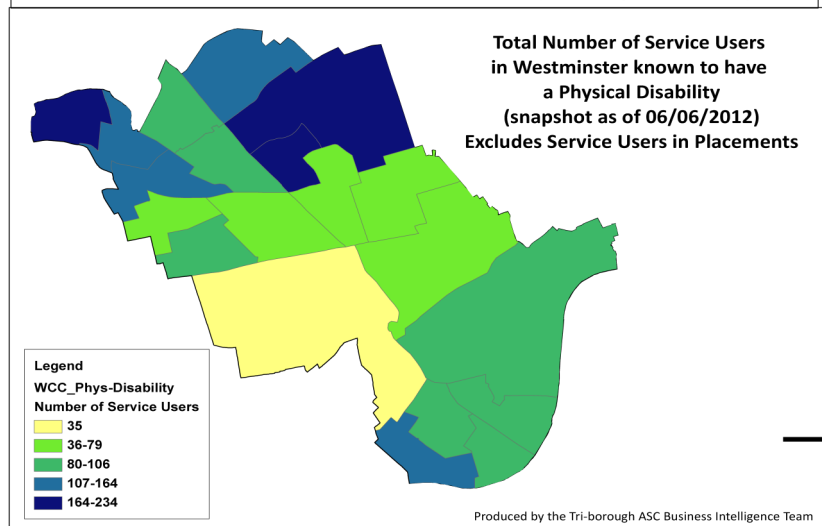 Total Number of Service Users
in Westminster known to have
a Physical Disability
(snapshot as of 06/06/2012)
Excludes Service Users in Placements
Legend
WCC_Phys-Disability
Number of Service Users
35
36-79
80-106
107-164
164-234
Produced by the Tri-borough ASC Business Intelligence Team